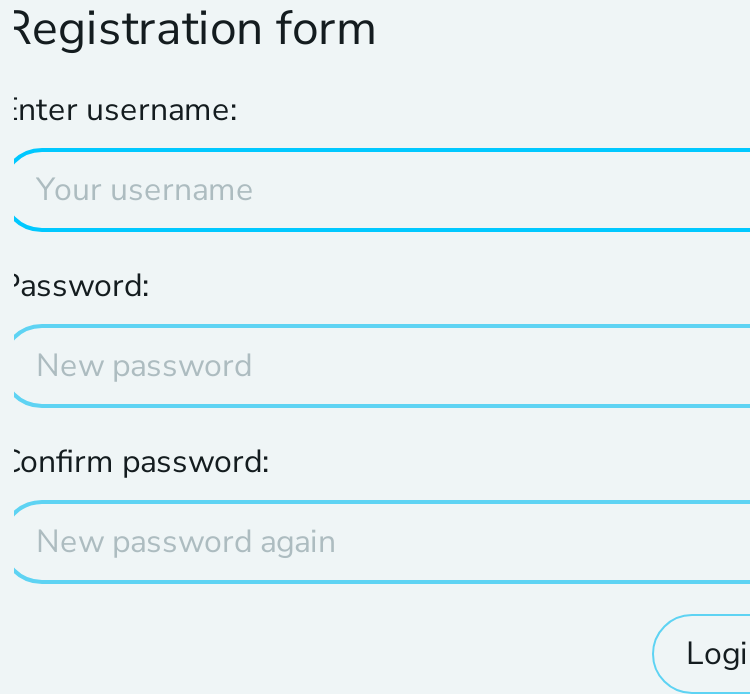 Registration form
Enter username:
Your username
Password:
New password
Confirm password:
New password again
Logi